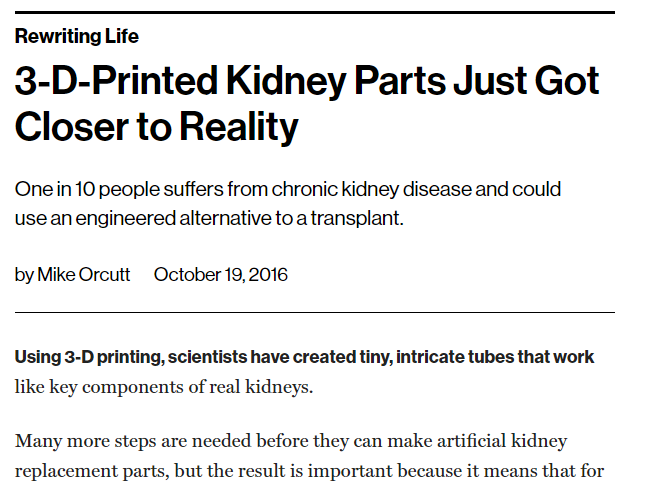 Rewriting Life
3-D-Printed Kidney Parts Just Got
Closer to Reality
One in 10 people suffers from chronic kidney disease and could
use an engineered alternative to a transplant.
by Mike Orcutt October 19, 2016
Using 3-D printing, scientists have created tiny, intricate tubes that work
like key components of real kidneys.
Many more steps are needed before they can make artificial kidney
replacement parts, but the result is important because it means that for